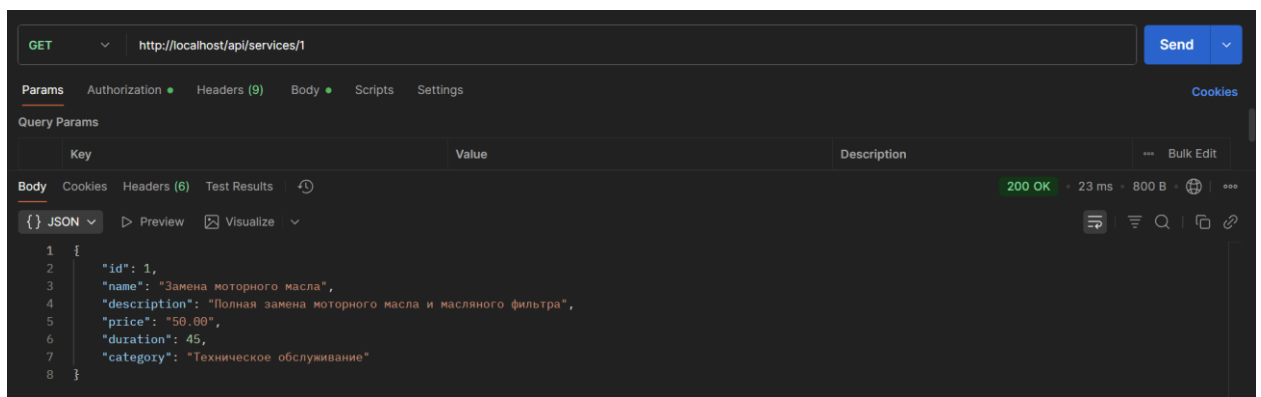 GET http://localhost/api/services/1 Send
Params Authorization Headers (9) Body Scripts Settings Cookies
Query Params
Key Value Description Bulk Edit
Body Cookies Headers (6) Test Results 200 OK 23 ms 800 B
{} JSON Preview Visualize
1 {
2 "id": 1,
3 "name": "Замена моторного масла",
4 "description": "Полная замена моторного масла и масляного фильтра",
5 "price": "50.00",
6 "duration": 45,
7 "category": "Техническое обслуживание"
8 }